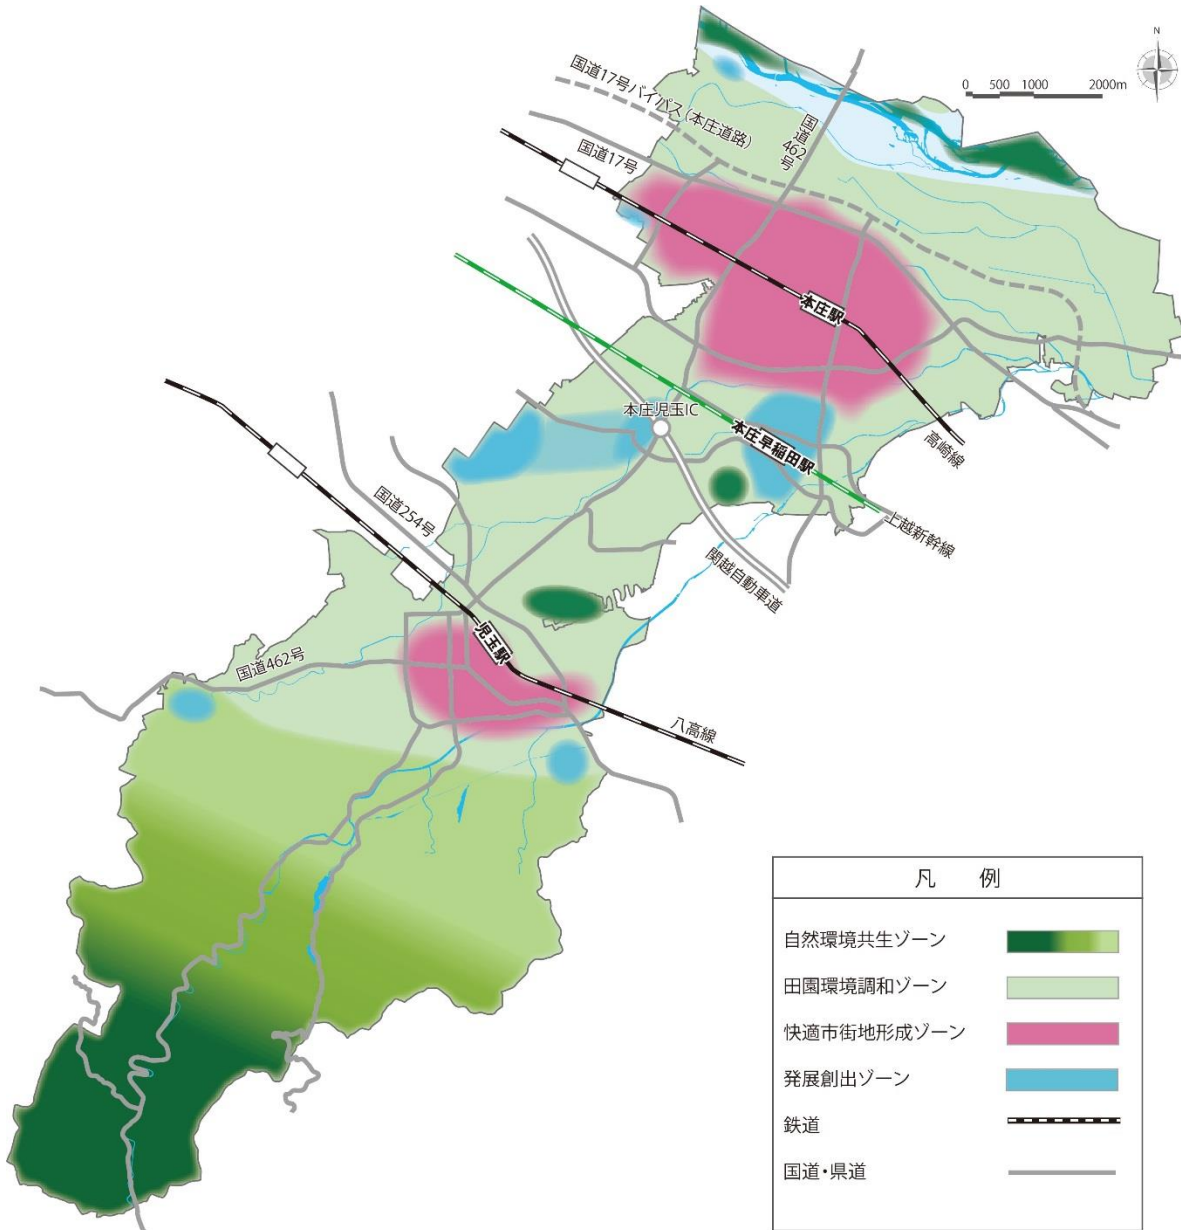 N
0 500 1000 2000m
国道17号バイパス(本庄道路)
国道462号
国道17号
本庄駅
本庄児玉IC
本庄早稲田駅
高崎線
国道254号
上越新幹線
関越自動車道
児玉駅
国道462号
八高線
凡 例
自然環境共生ゾーン
田園環境調和ゾーン
快適市街地形成ゾーン
発展創出ゾーン
鉄道
国道・県道